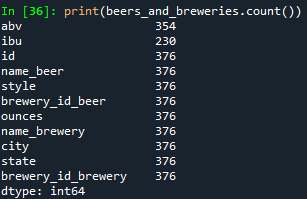 In [36]: print(beers_and_breweries.count())
abv 354
ibu 230
id 376
name_beer 376
style 376
brewery_id_beer 376
ounces 376
name_brewery 376
city 376
state 376
brewery_id_brewery 376
dtype: int64